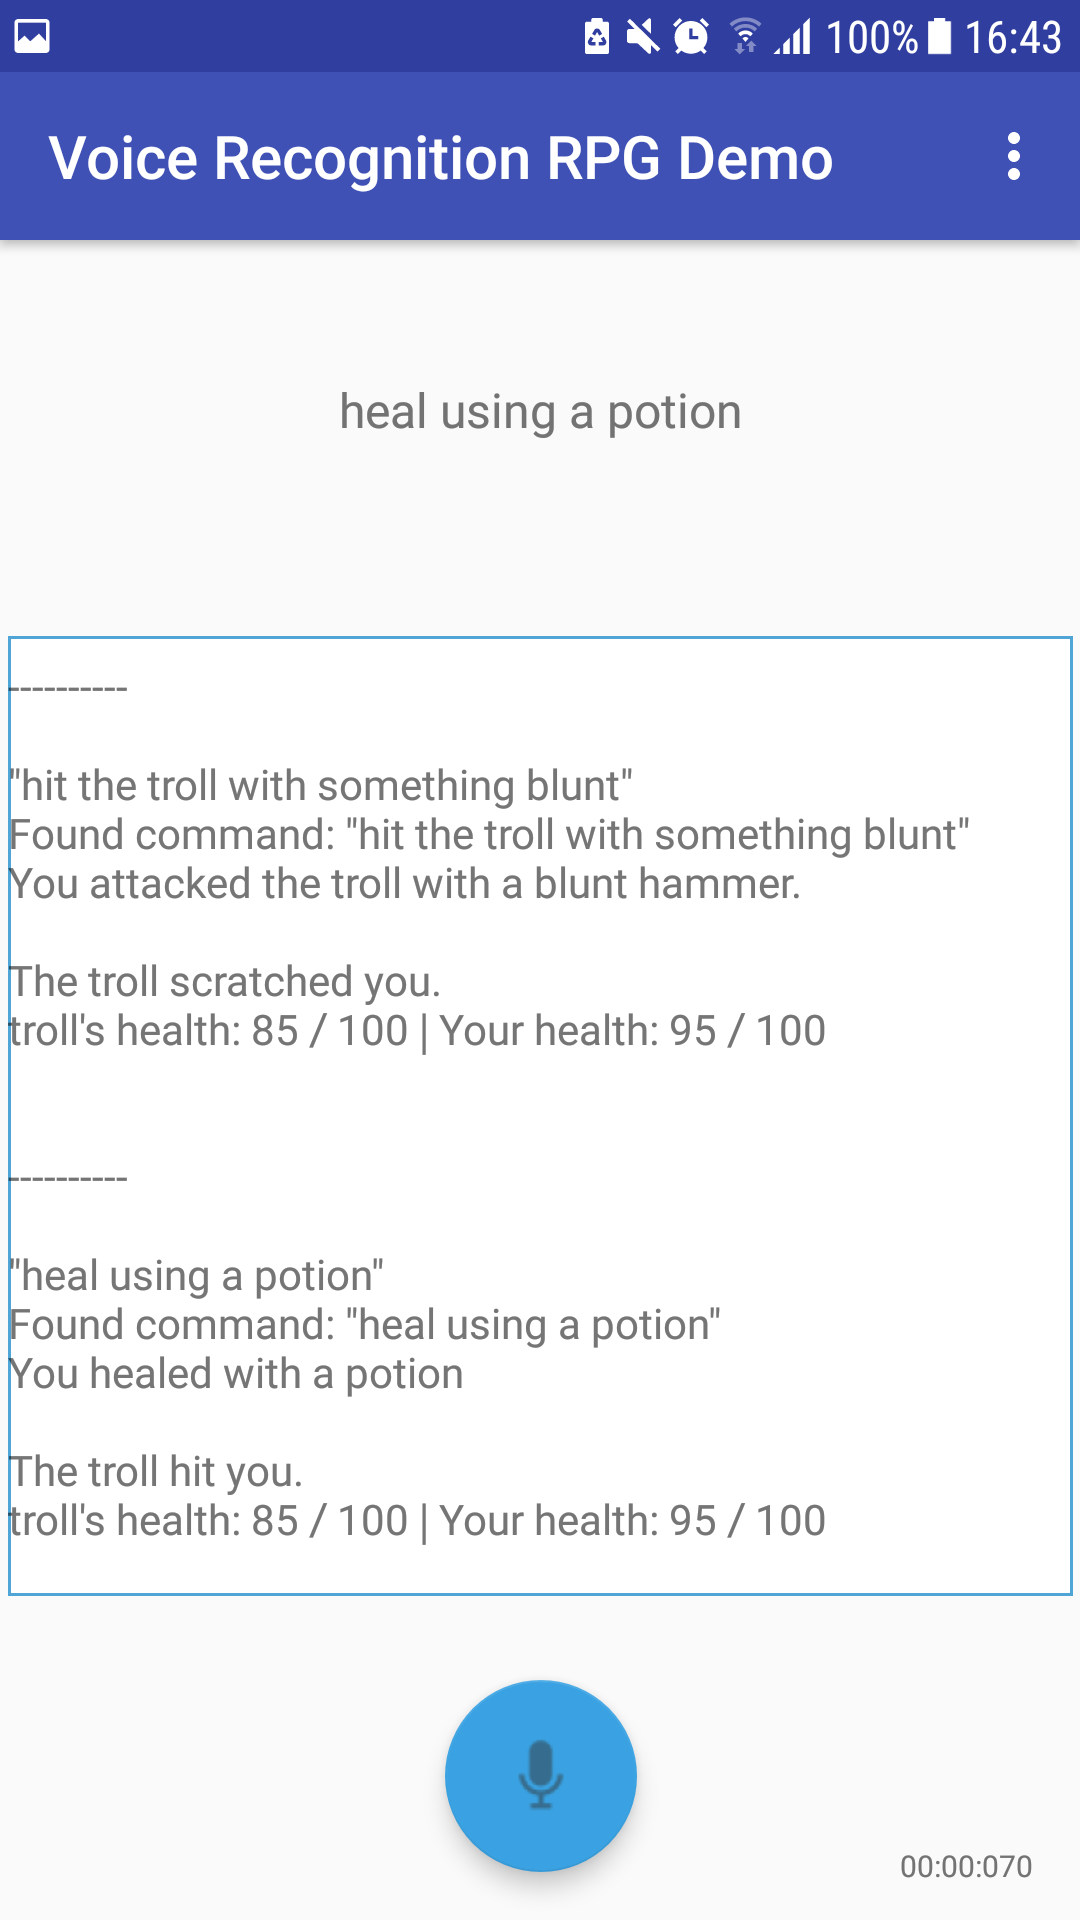 100% 16:43
Voice Recognition RPG Demo
heal using a potion
----------
"hit the troll with something blunt"
Found command: "hit the troll with something blunt"
You attacked the troll with a blunt hammer.
The troll scratched you.
troll's health: 85 / 100 | Your health: 95 / 100
----------
"heal using a potion"
Found command: "heal using a potion"
You healed with a potion
The troll hit you.
troll's health: 85 / 100 | Your health: 95 / 100
00:00:070